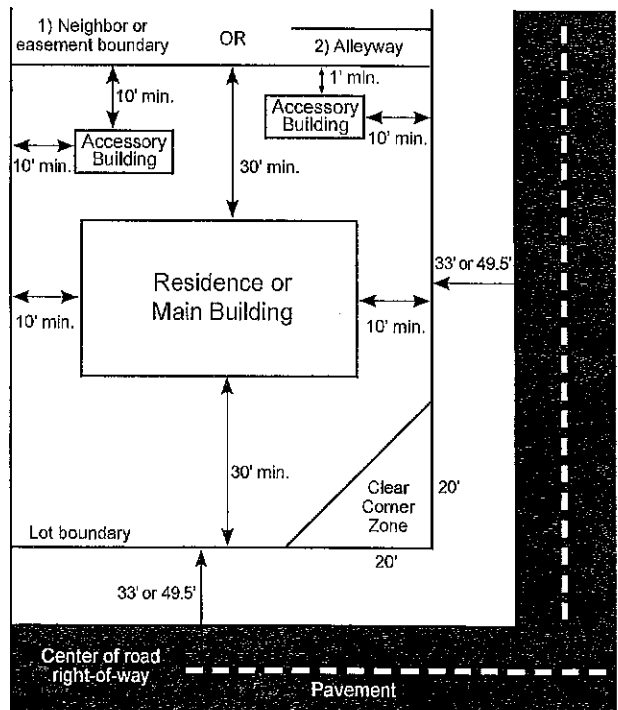 1) Neighbor or
easement boundary
OR
2) Alleyway
10' min.
1' min.
Accessory
Building
10' min.
Accessory
Building
10' min.
30' min.
33' or 49.5'
Residence or
Main Building
10' min.
10' min.
30' min.
Clear
Corner
Zone
20'
Lot boundary
20'
33' or 49.5'
Center of road
right-of-way
Pavement